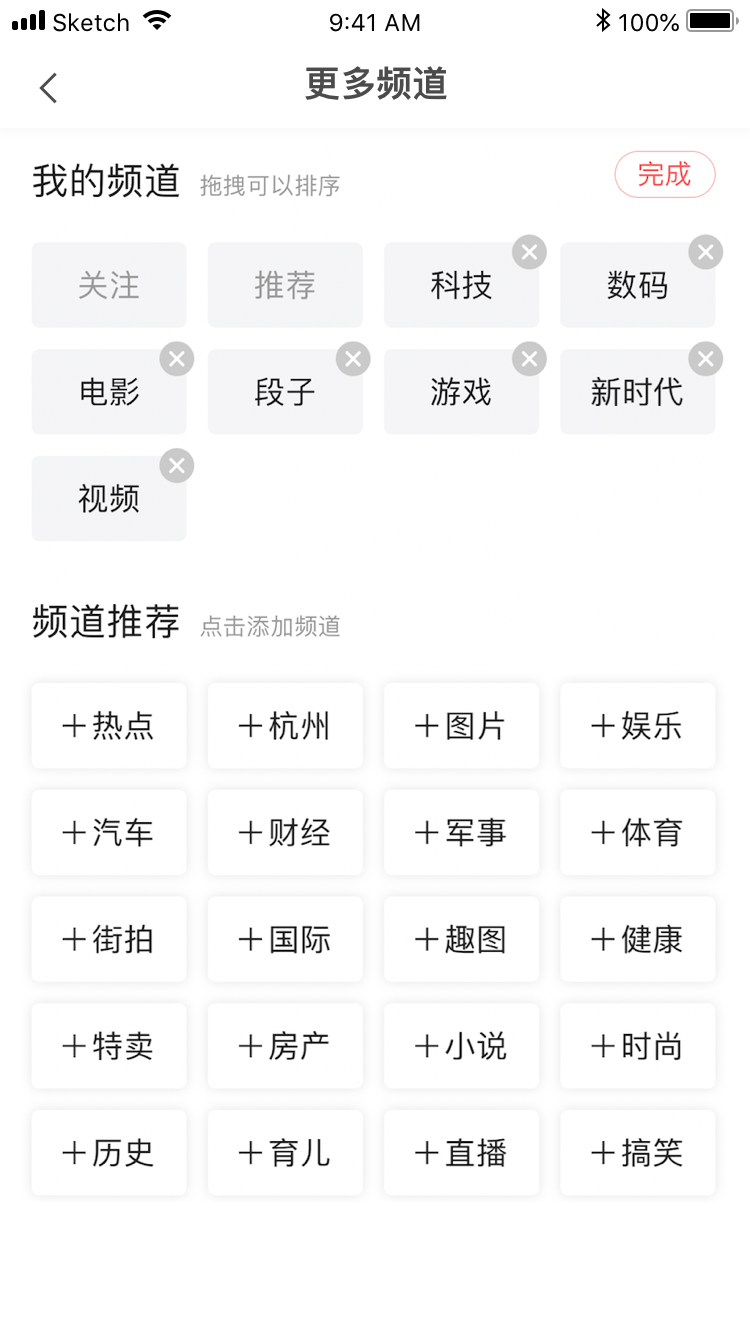 Sketch 9:41 AM 100%
更多频道
我的频道 拖拽可以排序 完成
关注 推荐 科技 数码
电影 段子 游戏 新时代
视频
频道推荐 点击添加频道
+热点 +杭州 +图片 +娱乐
+汽车 +财经 +军事 +体育
+街拍 +国际 +趣图 +健康
+特卖 +房产 +小说 +时尚
+历史 +育儿 +直播 +搞笑